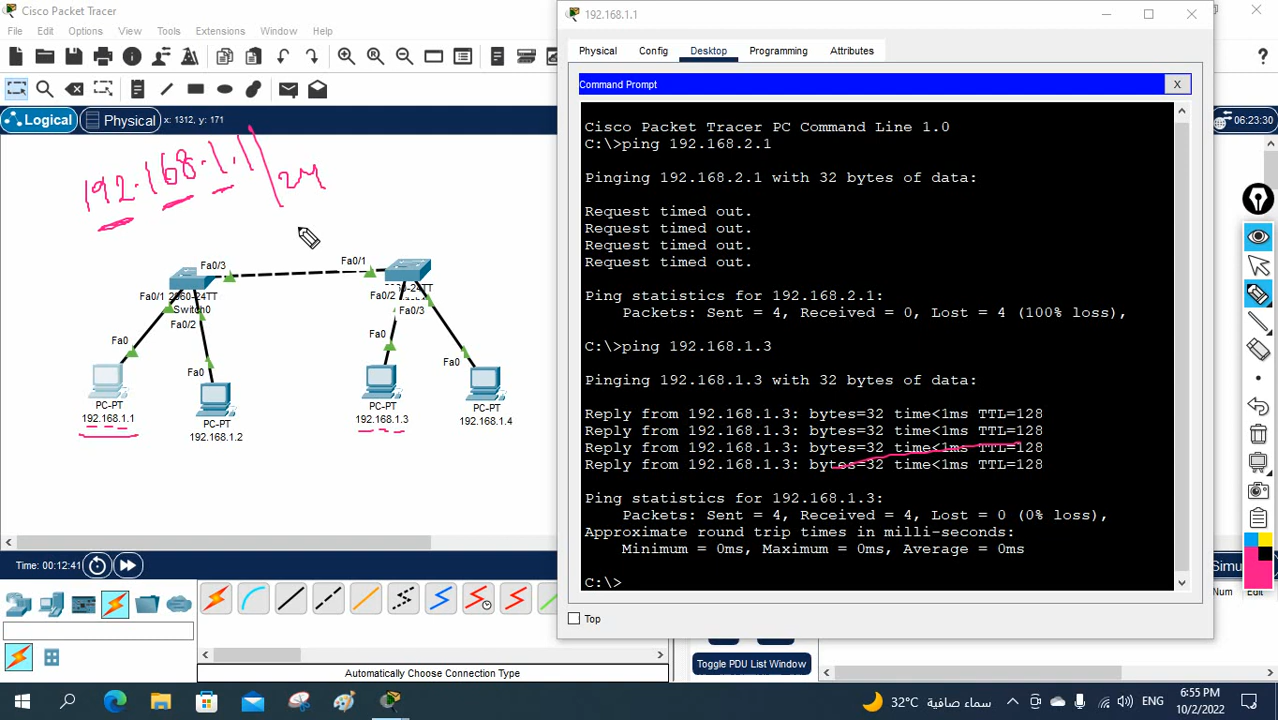 Cisco Packet Tracer
File Edit Options View Tools Extensions Window Help
Logical Physical x: 1312, y: 171
192.168.1.1/24
Fa0/3 Fa0/1
Fa0/1 2960-24TT
Switch0
Fa0/2
Fa0/2 -24TT
Fa0/3
Fa0 Fa0 Fa0 Fa0
PC-PT
192.168.1.1
PC-PT
192.168.1.2
PC-PT
192.168.1.3
PC-PT
192.168.1.4
Time: 00:12:41
Automatically Choose Connection Type
192.168.1.1
Physical Config Desktop Programming Attributes
Command Prompt X
Cisco Packet Tracer PC Command Line 1.0
C:\>ping 192.168.2.1
Pinging 192.168.2.1 with 32 bytes of data:
Request timed out.
Request timed out.
Request timed out.
Request timed out.
Ping statistics for 192.168.2.1:
Packets: Sent = 4, Received = 0, Lost = 4 (100% loss),
C:\>ping 192.168.1.3
Pinging 192.168.1.3 with 32 bytes of data:
Reply from 192.168.1.3: bytes=32 time<1ms TTL=128
Reply from 192.168.1.3: bytes=32 time<1ms TTL=128
Reply from 192.168.1.3: bytes=32 time<1ms TTL=128
Reply from 192.168.1.3: bytes=32 time<1ms TTL=128
Ping statistics for 192.168.1.3:
Packets: Sent = 4, Received = 4, Lost = 0 (0% loss),
Approximate round trip times in milli-seconds:
Minimum = 0ms, Maximum = 0ms, Average = 0ms
C:\>
Top
06:23:30
Simu
Num Edit
Toggle PDU List Window
32°C سماء صافية
ENG
6:55 PM
10/2/2022